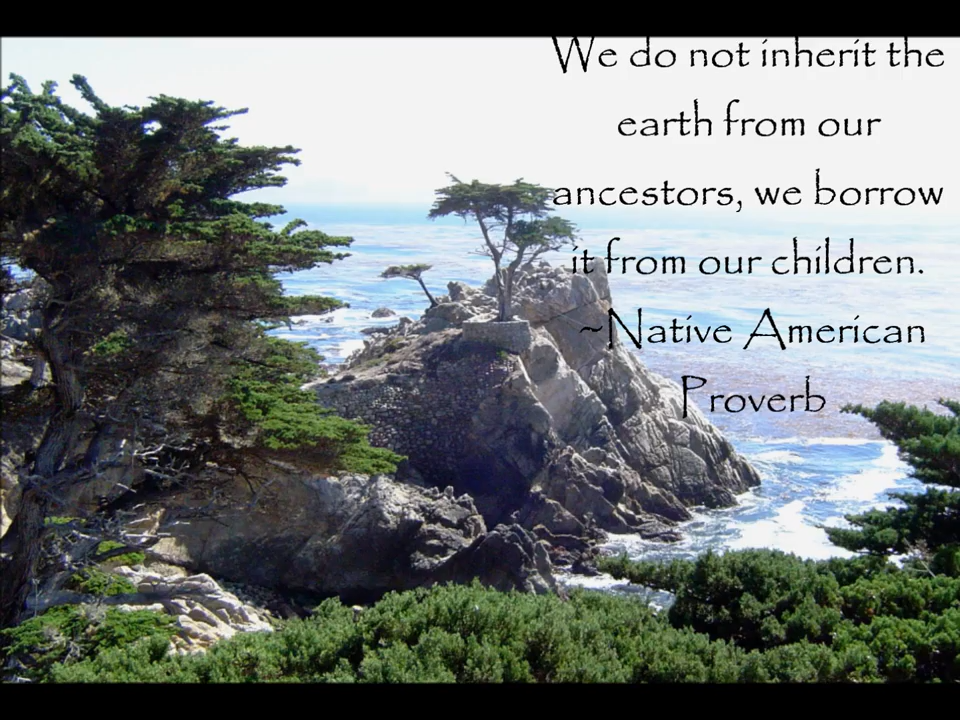 We do not inherit the
earth from our
ancestors, we borrow
it from our children.
~Native American
Proverb